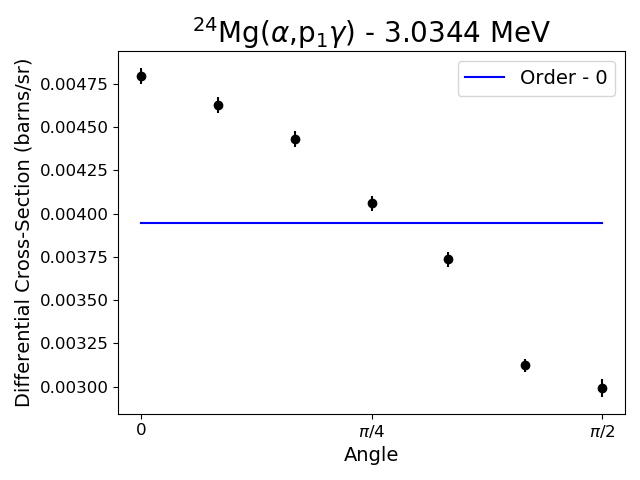 ²⁴Mg(α,p₁γ) - 3.0344 MeV
Order - 0
Differential Cross-Section (barns/sr)
0.00475
0.00450
0.00425
0.00400
0.00375
0.00350
0.00325
0.00300
0 π/4 π/2
Angle